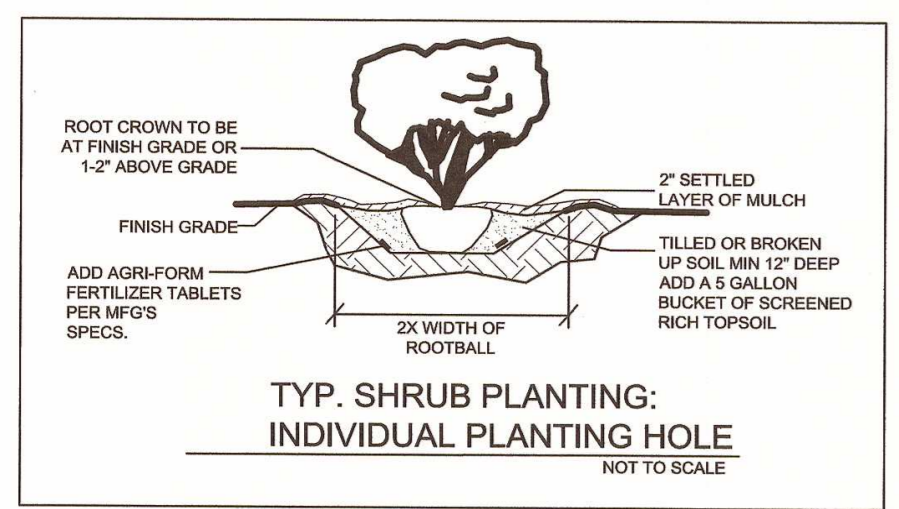 ROOT CROWN TO BE
AT FINISH GRADE OR
1-2" ABOVE GRADE
FINISH GRADE
ADD AGRI-FORM
FERTILIZER TABLETS
PER MFG'S
SPECS.
2" SETTLED
LAYER OF MULCH
TILLED OR BROKEN
UP SOIL MIN 12" DEEP
ADD A 5 GALLON
BUCKET OF SCREENED
RICH TOPSOIL
2X WIDTH OF
ROOTBALL
TYP. SHRUB PLANTING:
INDIVIDUAL PLANTING HOLE
NOT TO SCALE